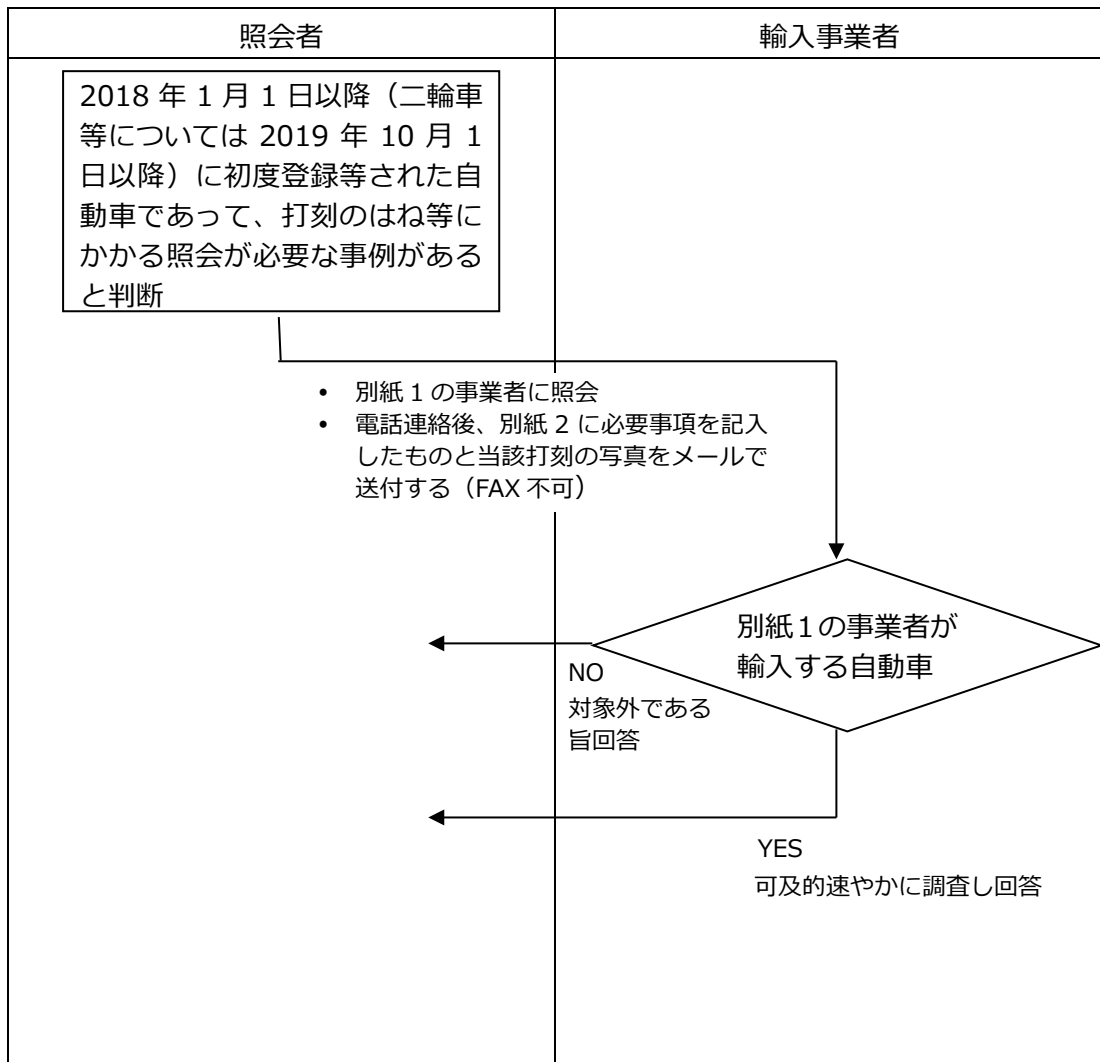 照会者
輸入事業者
2018 年 1 月 1 日以降（二輪車
等については 2019 年 10 月 1
日以降）に初度登録等された自
動車であって、打刻のはね等に
かかる照会が必要な事例がある
と判断
• 別紙 1 の事業者に照会
• 電話連絡後、別紙 2 に必要事項を記入
したものと当該打刻の写真をメールで
送付する（FAX 不可）
別紙１の事業者が
輸入する自動車
NO
対象外である
旨回答
YES
可及的速やかに調査し回答